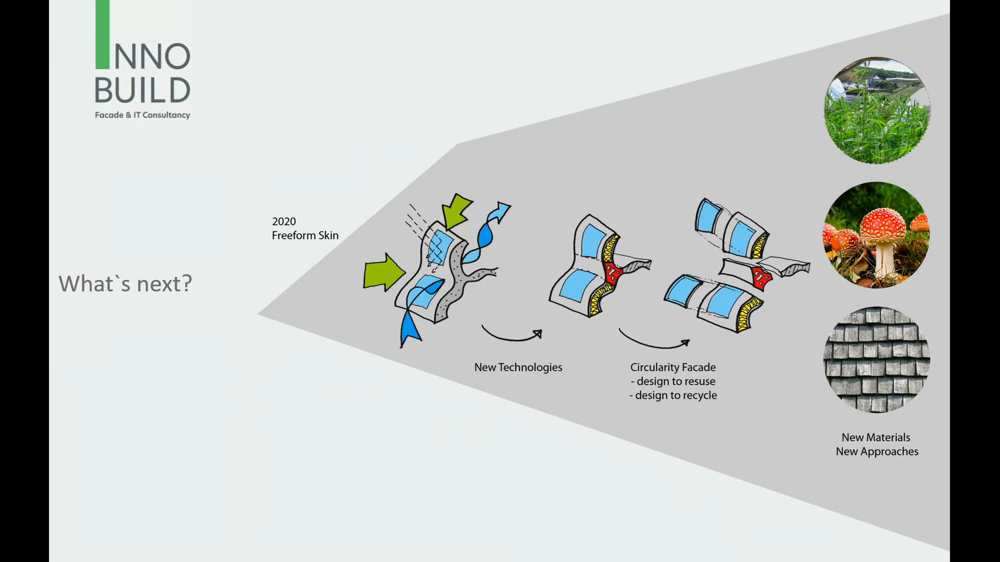 INNO
BUILD
Facade & IT Consultancy
What`s next?
2020
Freeform Skin
New Technologies
Circularity Facade
- design to resuse
- design to recycle
New Materials
New Approaches